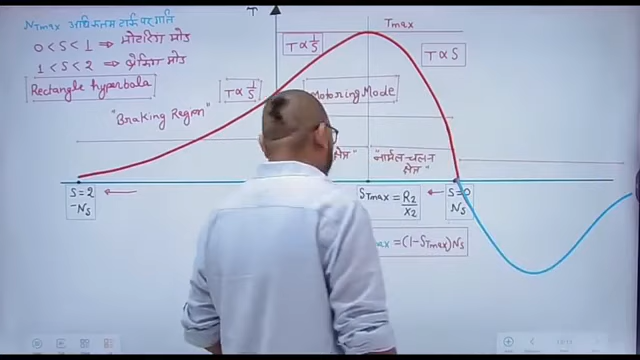 NTmax अधिकतम टार्क पर गति
T
Tmax
0 < S < 1 ⇒ मोटरिंग मोड
T ∝ 1/S
T ∝ S
1 < S < 2 ⇒ ब्रेकिंग मोड
Rectangle hyperbola
T ∝ 1/S
Motoring Mode
"Braking Region"
क्षेत्र"
"नार्मल-चलन
क्षेत्र"
S=2
-NS
STmax = R2/X2
S=0
NS
max = (1-STmax)NS